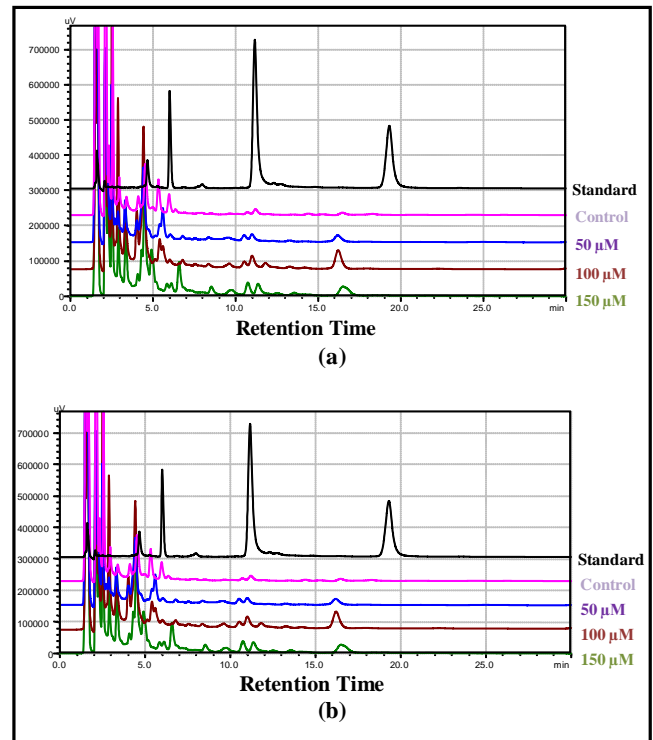 uV
700000
600000
500000
400000
300000
200000
100000
0
0.0
5.0
10.0
15.0
20.0
25.0
min
Standard
Control
50 µM
100 µM
150 µM
Retention Time
(a)
uV
700000
600000
500000
400000
300000
200000
100000
0
0.0
5.0
10.0
15.0
20.0
25.0
min
Standard
Control
50 µM
100 µM
150 µM
Retention Time
(b)